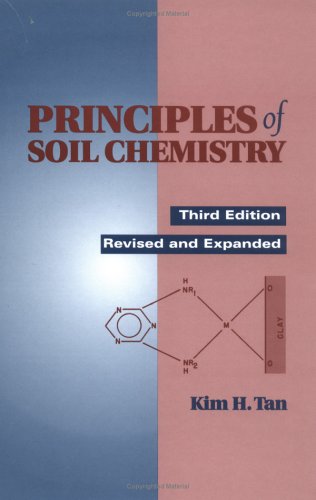 PRINCIPLES of
SOIL CHEMISTRY
Third Edition
Revised and Expanded
H
NR1
N
N
N
M
O
O
CLAY
NR2
H
Kim H. Tan